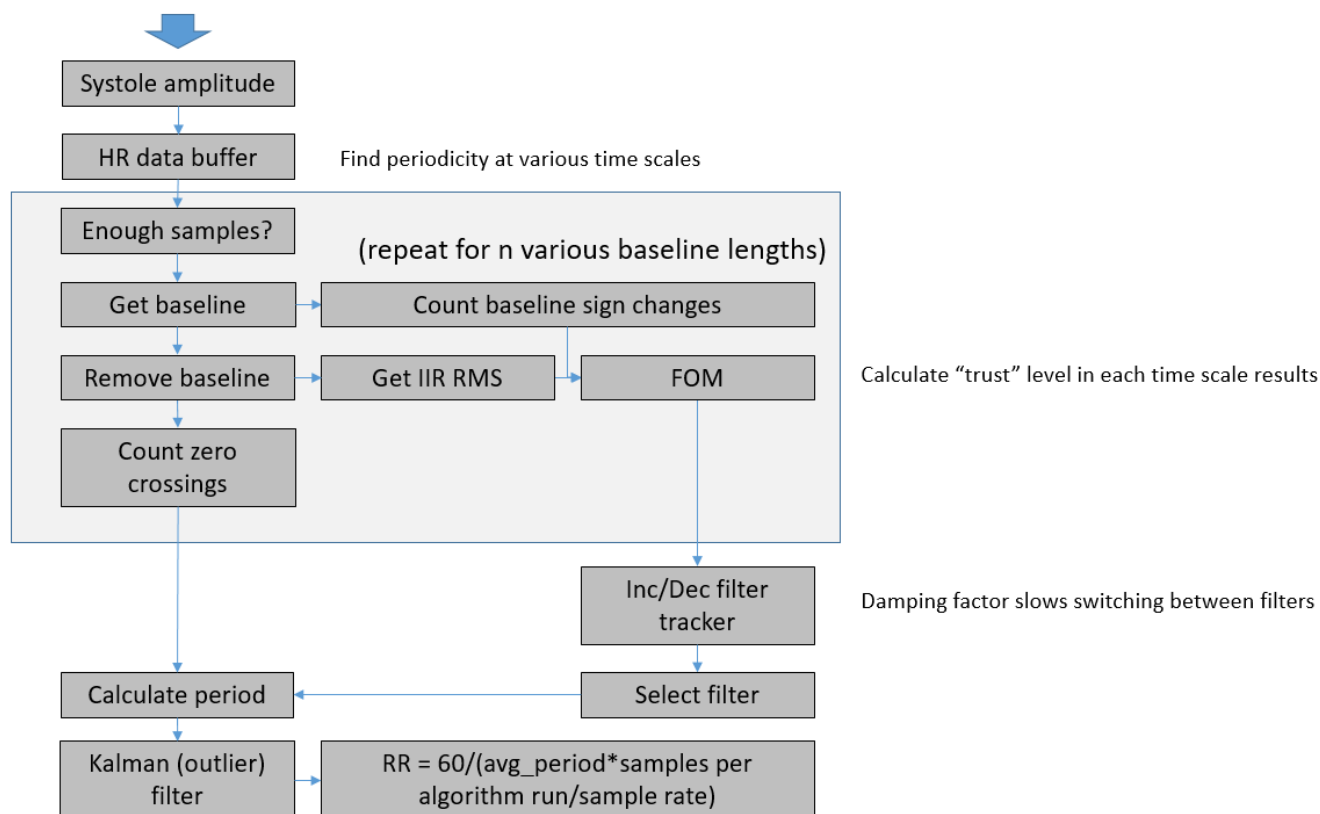 Systole amplitude
HR data buffer
Find periodicity at various time scales
Enough samples?
(repeat for n various baseline lengths)
Get baseline
Count baseline sign changes
Remove baseline
Get IIR RMS
FOM
Calculate “trust” level in each time scale results
Count zero
crossings
Inc/Dec filter
tracker
Damping factor slows switching between filters
Calculate period
Select filter
Kalman (outlier)
filter
RR = 60/(avg_period*samples per
algorithm run/sample rate)